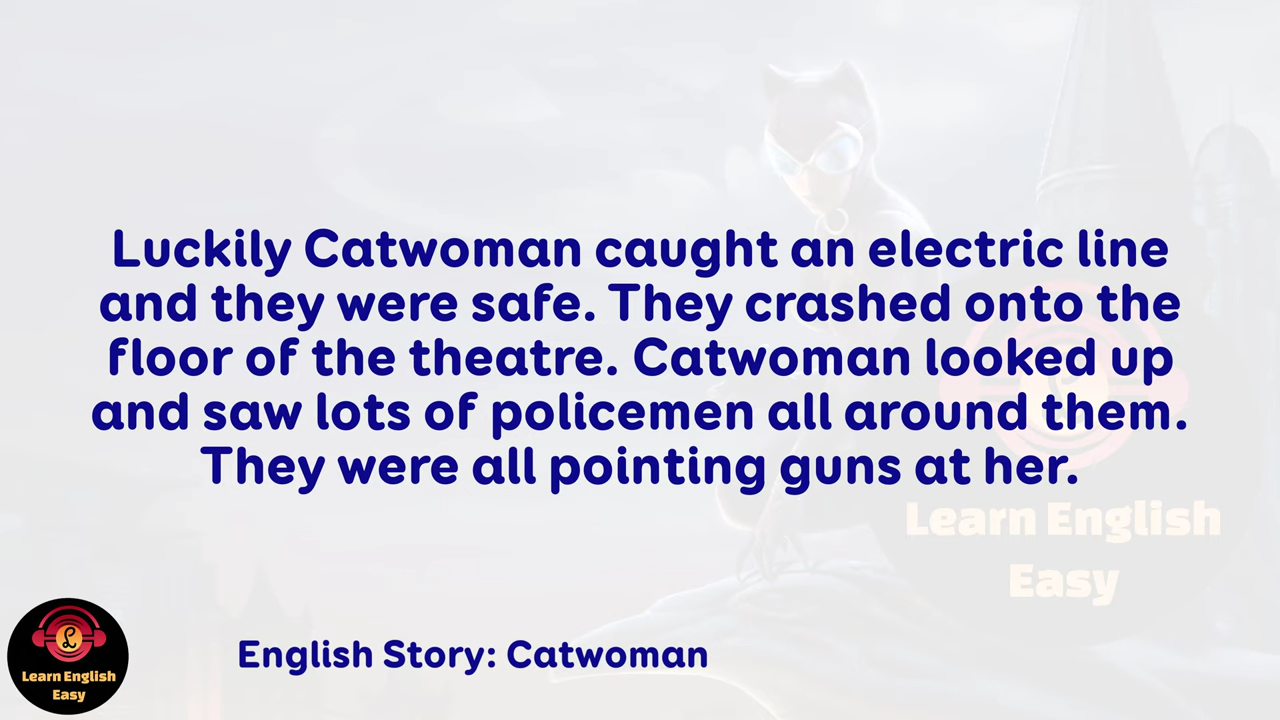 Luckily Catwoman caught an electric line
and they were safe. They crashed onto the
floor of the theatre. Catwoman looked up
and saw lots of policemen all around them.
They were all pointing guns at her.
Learn English
Easy
English Story: Catwoman
Learn English
Easy